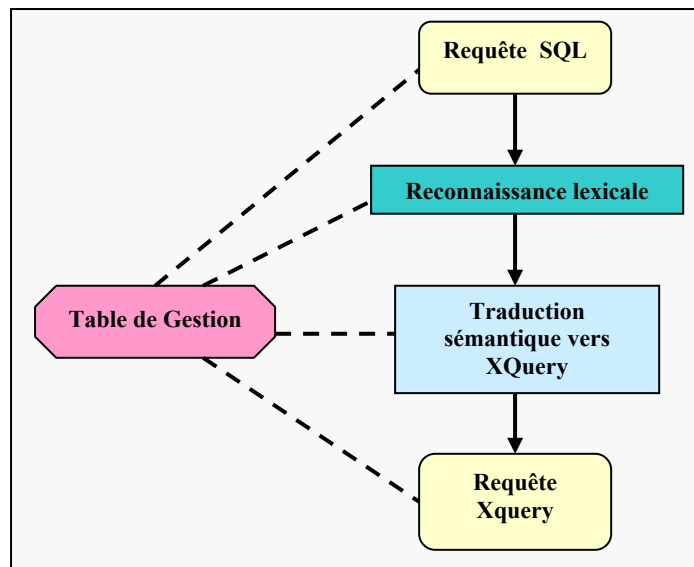 Requête SQL
Reconnaissance lexicale
Table de Gestion
Traduction
sémantique vers
XQuery
Requête
Xquery